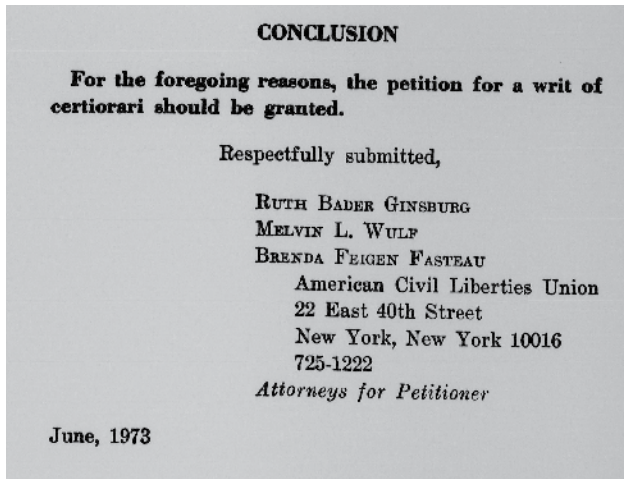 CONCLUSION
For the foregoing reasons, the petition for a writ of
certiorari should be granted.
Respectfully submitted,
RUTH BADER GINSBURG
MELVIN L. WULF
BRENDA FEIGEN FASTEAU
American Civil Liberties Union
22 East 40th Street
New York, New York 10016
725-1222
Attorneys for Petitioner
June, 1973